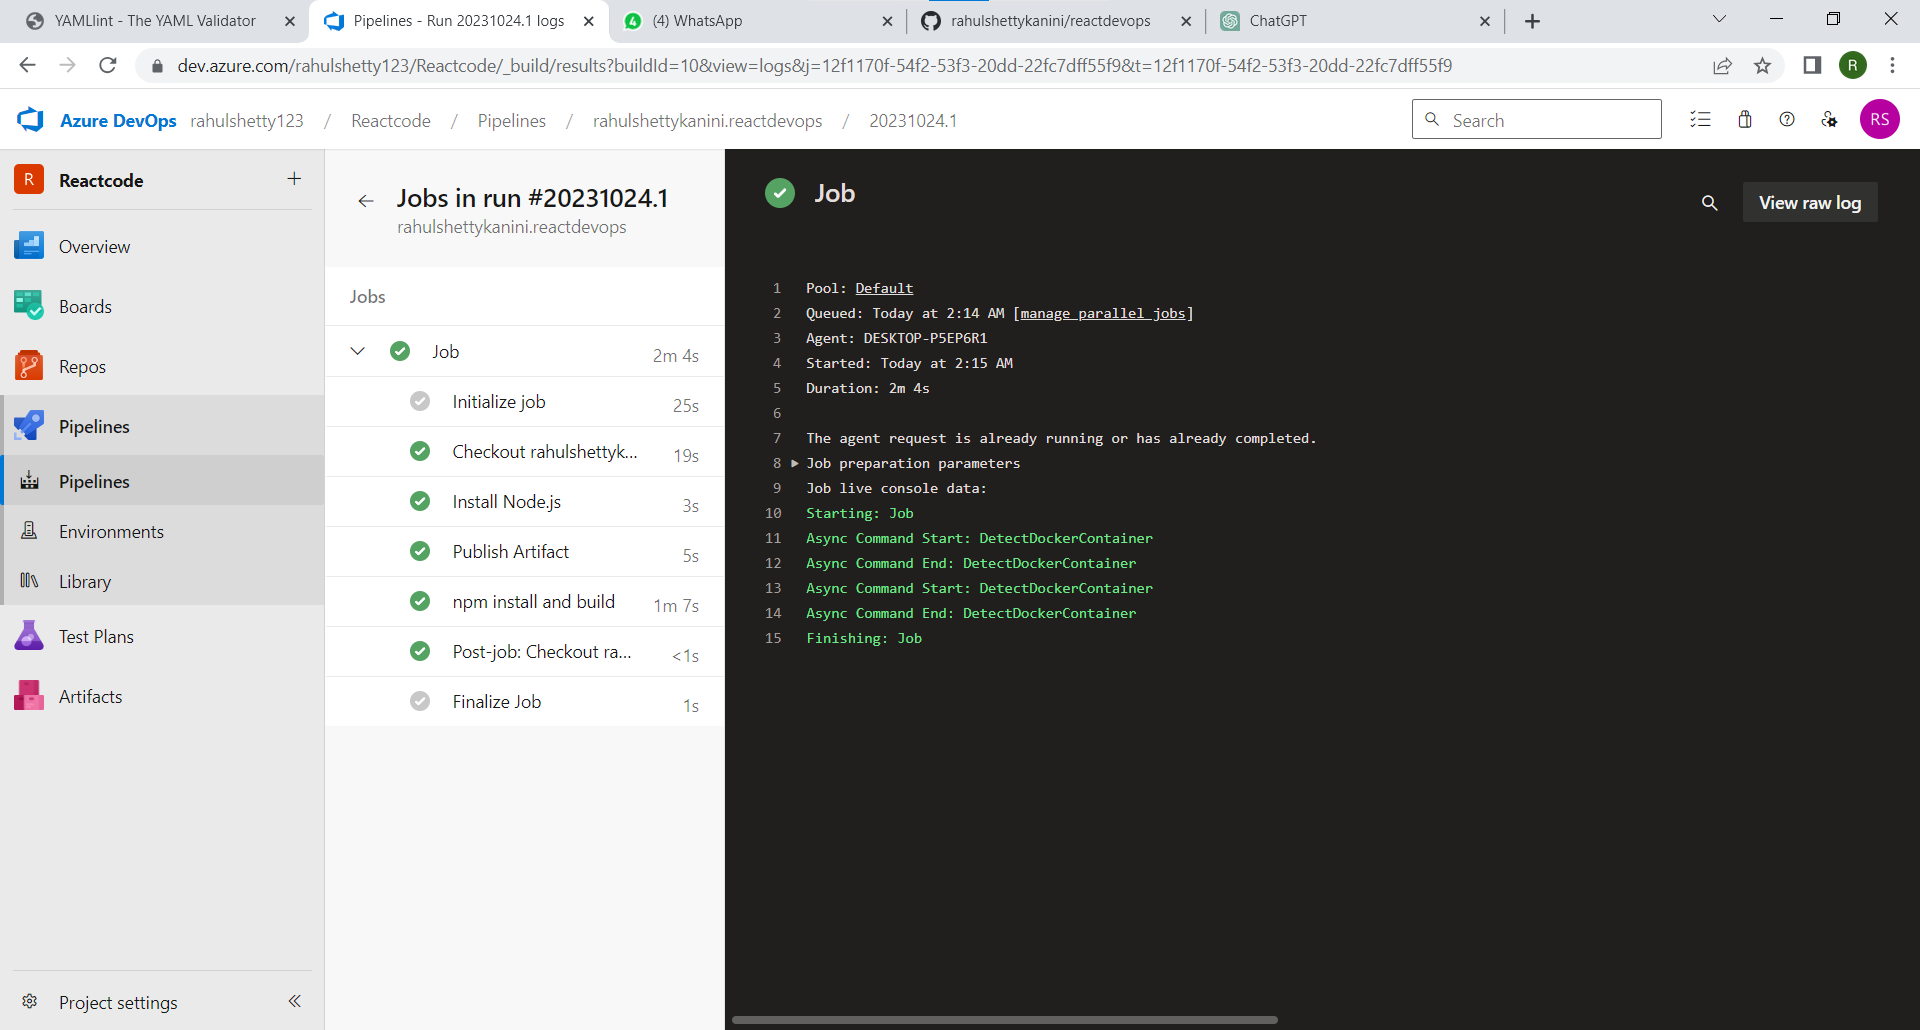 YAMLlint - The YAML Validator
Pipelines - Run 20231024.1 logs
4
(4) WhatsApp
rahulshettykanini/reactdevops
ChatGPT
dev.azure.com/rahulshetty123/Reactcode/_build/results?buildId=10&view=logs&j=12f1170f-54f2-53f3-20dd-22fc7dff55f9&t=12f1170f-54f2-53f3-20dd-22fc7dff55f9
R
Azure DevOps rahulshetty123 / Reactcode / Pipelines / rahulshettykanini.reactdevops / 20231024.1
Search
RS
R Reactcode
Overview
Boards
Repos
Pipelines
Pipelines
Environments
Library
Test Plans
Artifacts
Project settings
Jobs in run #20231024.1
rahulshettykanini.reactdevops
Jobs
Job 2m 4s
Initialize job 25s
Checkout rahulshettyk... 19s
Install Node.js 3s
Publish Artifact 5s
npm install and build 1m 7s
Post-job: Checkout ra... <1s
Finalize Job 1s
Job
View raw log
1 Pool: Default
2 Queued: Today at 2:14 AM [manage parallel jobs]
3 Agent: DESKTOP-P5EP6R1
4 Started: Today at 2:15 AM
5 Duration: 2m 4s
6
7 The agent request is already running or has already completed.
8 Job preparation parameters
9 Job live console data:
10 Starting: Job
11 Async Command Start: DetectDockerContainer
12 Async Command End: DetectDockerContainer
13 Async Command Start: DetectDockerContainer
14 Async Command End: DetectDockerContainer
15 Finishing: Job